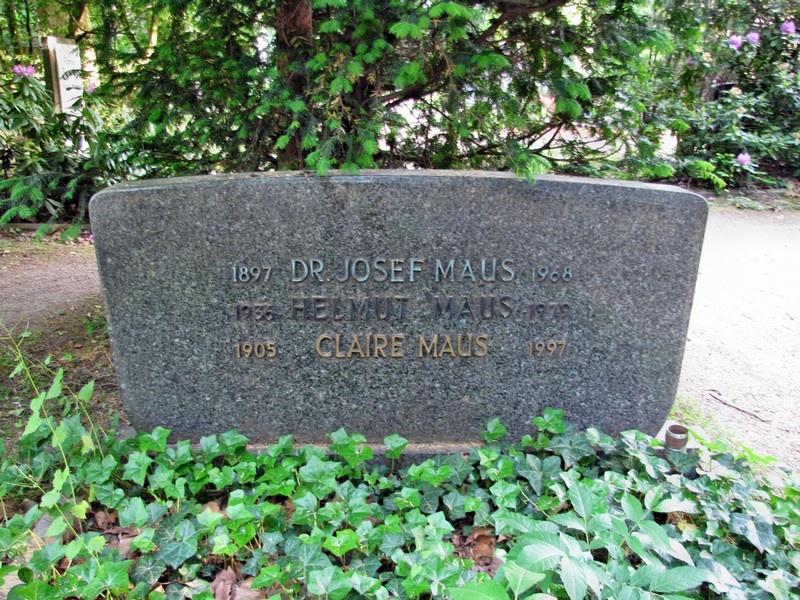 1897 DR. JOSEF MAUS 1968
HELMUT MAUS
1905 CLAIRE MAUS 1997